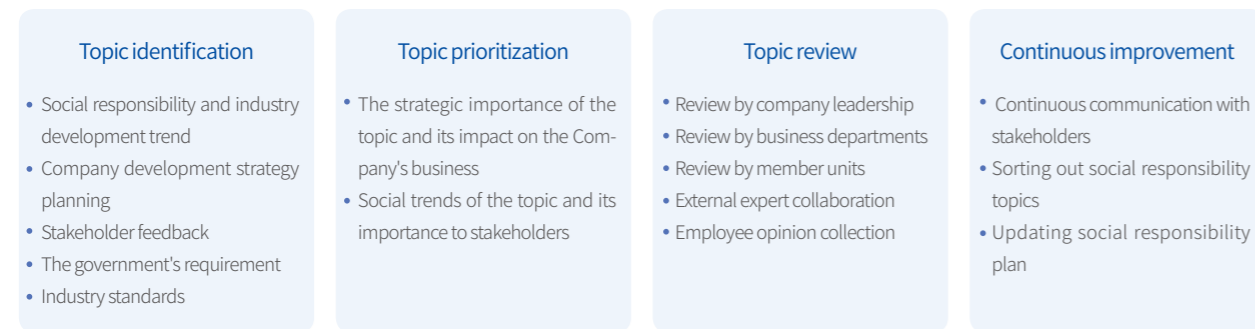 Topic identification
• Social responsibility and industry
development trend
• Company development strategy
planning
• Stakeholder feedback
• The government's requirement
• Industry standards
Topic prioritization
• The strategic importance of the
topic and its impact on the Com-
pany's business
• Social trends of the topic and its
importance to stakeholders
Topic review
• Review by company leadership
• Review by business departments
• Review by member units
• External expert collaboration
• Employee opinion collection
Continuous improvement
• Continuous communication with
stakeholders
• Sorting out social responsibility
topics
• Updating social responsibility
plan